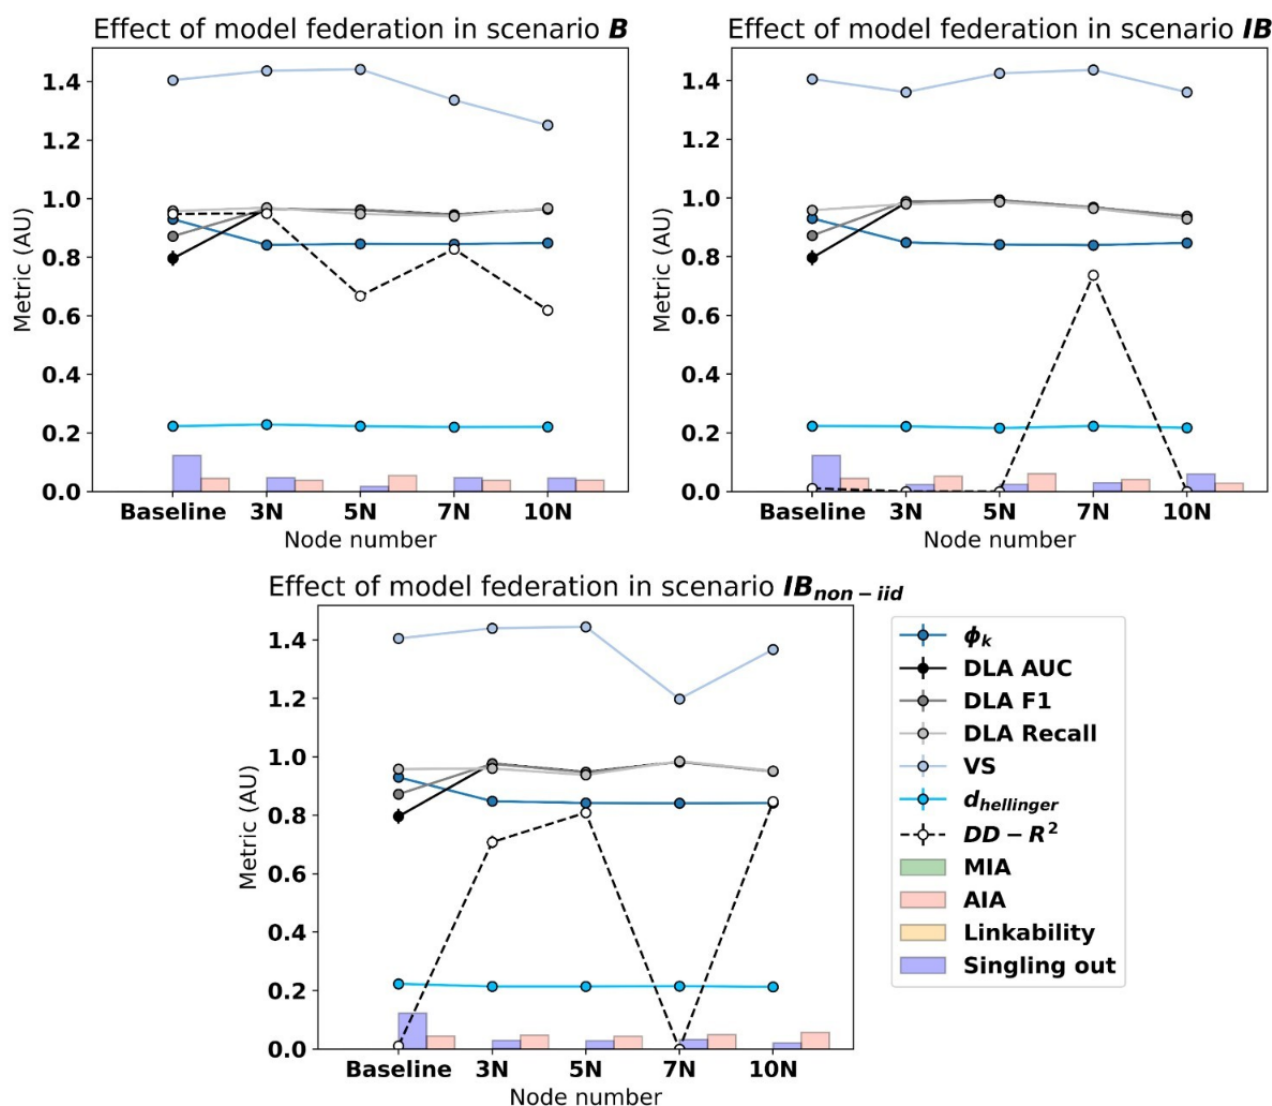 Effect of model federation in scenario B
Metric (AU)
1.4
1.2
1.0
0.8
0.6
0.4
0.2
0.0
Baseline 3N 5N 7N 10N
Node number
Effect of model federation in scenario IB
Metric (AU)
1.4
1.2
1.0
0.8
0.6
0.4
0.2
0.0
Baseline 3N 5N 7N 10N
Node number
Effect of model federation in scenario IB_{non-iid}
Metric (AU)
1.4
1.2
1.0
0.8
0.6
0.4
0.2
0.0
Baseline 3N 5N 7N 10N
Node number
ϕ_k
DLA AUC
DLA F1
DLA Recall
VS
d_{hellinger}
DD − R²
MIA
AIA
Linkability
Singling out